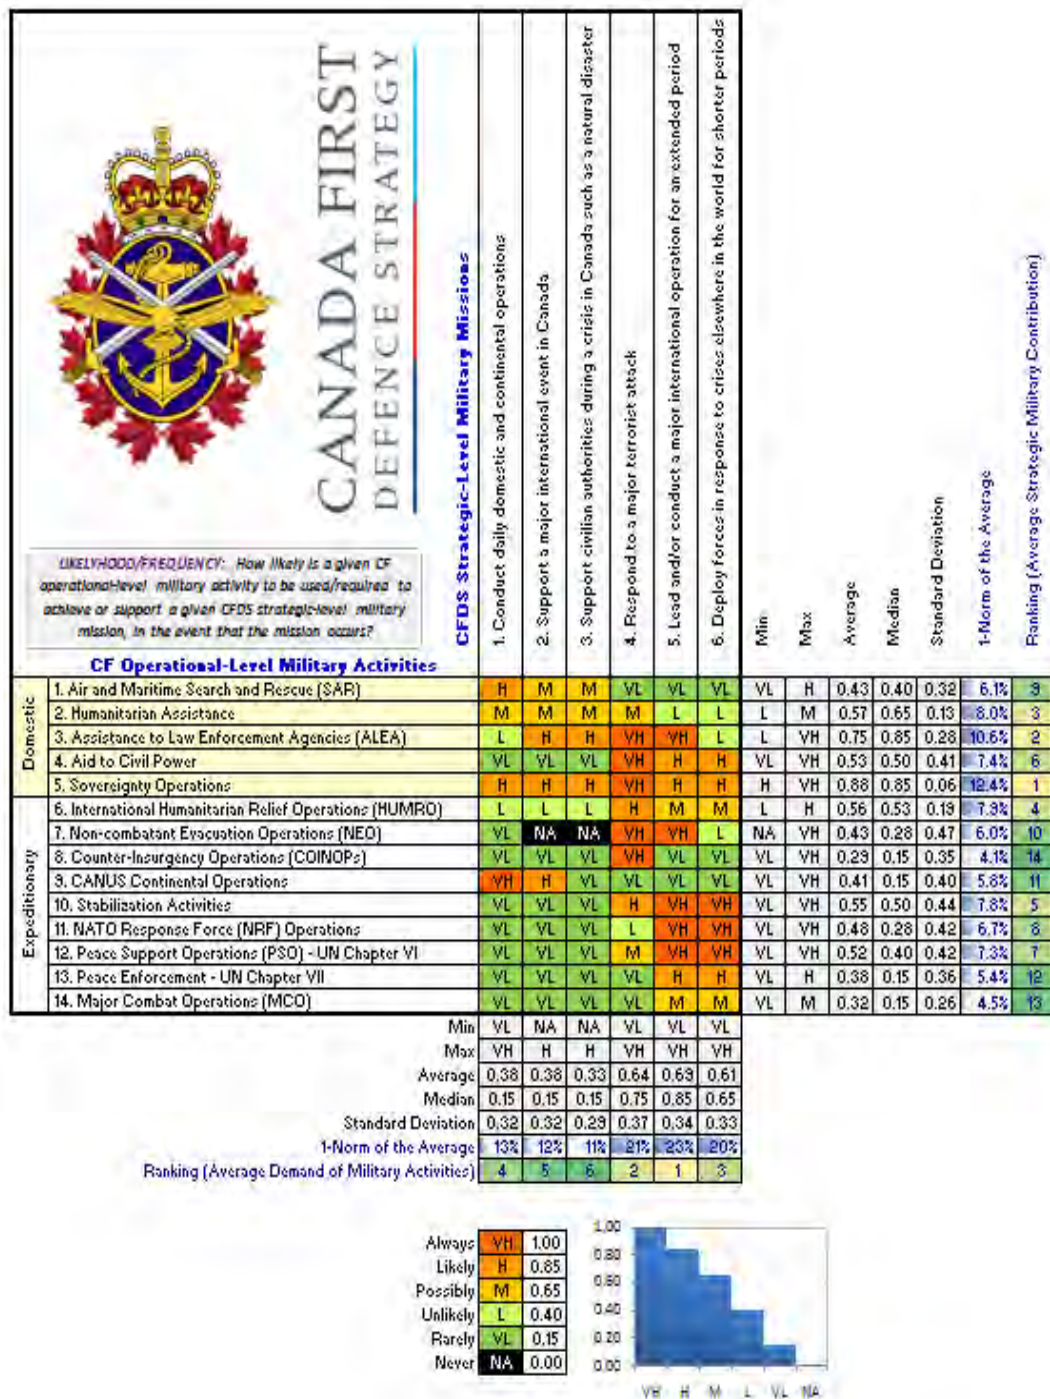 CANADA FIRST
DEFENCE STRATEGY
LIKELYHOOD/FREQUENCY: How likely is a given CF
operational-level military activity to be used/required to
achieve or support a given CFDS strategic-level military
mission, in the event that the mission occurs?
CF Operational-Level Military Activities
CFDS Strategic-Level Military Missions
1. Conduct daily domestic and continental operations
2. Support a major international event in Canada
3. Support civilian authorities during a crisis in Canada such as a natural disaster
4. Respond to a major terrorist attack
5. Lead and/or conduct a major international operation for an extended period
6. Deploy forces in response to crises elsewhere in the world for shorter periods
Min
Max
Average
Median
Standard Deviation
1-Norm of the Average
Ranking (Average Strategic Military Contribution)
Domestic
1. Air and Maritime Search and Rescue (SAR) H M M VL VL VL VL H 0.43 0.40 0.32 6.1% 9
2. Humanitarian Assistance M M M M L L L M 0.57 0.65 0.13 8.0% 3
3. Assistance to Law Enforcement Agencies (ALEA) L H H VH VH L L VH 0.75 0.85 0.28 10.6% 2
4. Aid to Civil Power VL VL VL VH H H VL VH 0.53 0.50 0.41 7.4% 6
5. Sovereignty Operations H H H VH H H H VH 0.88 0.85 0.06 12.4% 1
Expeditionary
6. International Humanitarian Relief Operations (HUMRO) L L L H M M L H 0.56 0.53 0.19 7.9% 4
7. Non-combatant Evacuation Operations (NEO) VL NA NA VH VH L NA VH 0.43 0.28 0.47 6.0% 10
8. Counter-Insurgency Operations (COINOPs) VL VL VL VH VL VL VL VH 0.29 0.15 0.35 4.1% 14
9. CANUS Continental Operations VH H VL VL VL VL VL VH 0.41 0.15 0.40 5.8% 11
10. Stabilization Activities VL VL VL H VH VH VL VH 0.55 0.50 0.44 7.8% 5
11. NATO Response Force (NRF) Operations VL VL VL L VH VH VL VH 0.48 0.28 0.42 6.7% 8
12. Peace Support Operations (PSO) - UN Chapter VI VL VL VL M VH VH VL VH 0.52 0.40 0.42 7.3% 7
13. Peace Enforcement - UN Chapter VII VL VL VL VL H H VL H 0.38 0.15 0.36 5.4% 12
14. Major Combat Operations (MCO) VL VL VL VL M M VL M 0.32 0.15 0.26 4.5% 13
Min VL NA NA VL VL VL
Max VH H H VH VH VH
Average 0.38 0.38 0.33 0.64 0.69 0.61
Median 0.15 0.15 0.15 0.75 0.85 0.65
Standard Deviation 0.32 0.32 0.29 0.37 0.34 0.33
1-Norm of the Average 13% 12% 11% 21% 23% 20%
Ranking (Average Demand of Military Activities) 4 5 6 2 1 3
Always VH 1.00
Likely H 0.85
Possibly M 0.65
Unlikely L 0.40
Rarely VL 0.15
Never NA 0.00
1.00
0.80
0.60
0.40
0.20
0.00
VH H M L VL NA